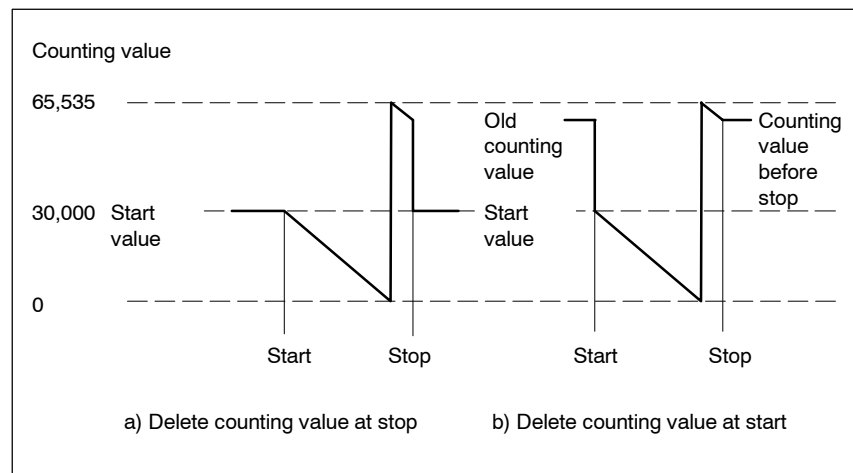 Counting value
65,535
Old
counting
value
Counting
value
before
stop
30,000
Start
value
Start
value
0
Start
Stop
Start
Stop
a) Delete counting value at stop
b) Delete counting value at start